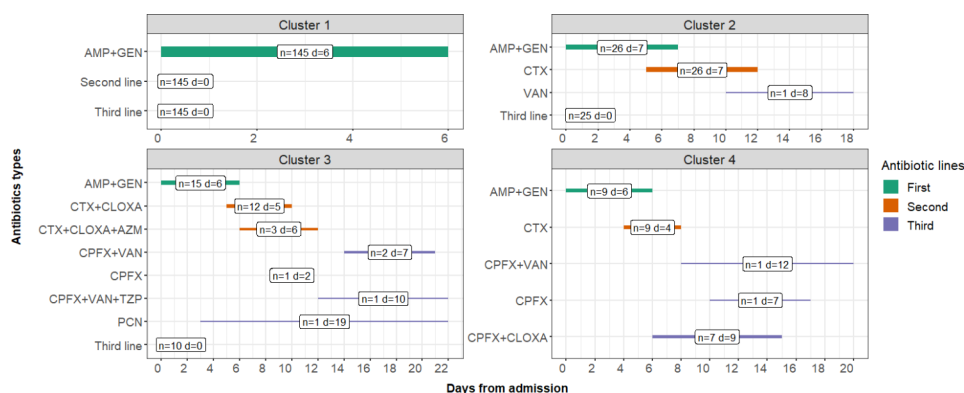 Cluster 1
AMP+GEN
n=145 d=6
Second line
n=145 d=0
Third line
n=145 d=0
0 2 4 6
Cluster 2
AMP+GEN
n=26 d=7
CTX
n=26 d=7
VAN
n=1 d=8
Third line
n=25 d=0
0 2 4 6 8 10 12 14 16 18
Cluster 3
AMP+GEN
n=15 d=6
CTX+CLOXA
n=12 d=5
CTX+CLOXA+AZM
n=3 d=6
CPFX+VAN
n=2 d=7
CPFX
n=1 d=2
CPFX+VAN+TZP
n=1 d=10
PCN
n=1 d=19
Third line
n=10 d=0
0 2 4 6 8 10 12 14 16 18 20 22
Cluster 4
AMP+GEN
n=9 d=6
CTX
n=9 d=4
CPFX+VAN
n=1 d=12
CPFX
n=1 d=7
CPFX+CLOXA
n=7 d=9
0 2 4 6 8 10 12 14 16 18 20
Antibiotics types
Days from admission
Antibiotic lines
First
Second
Third